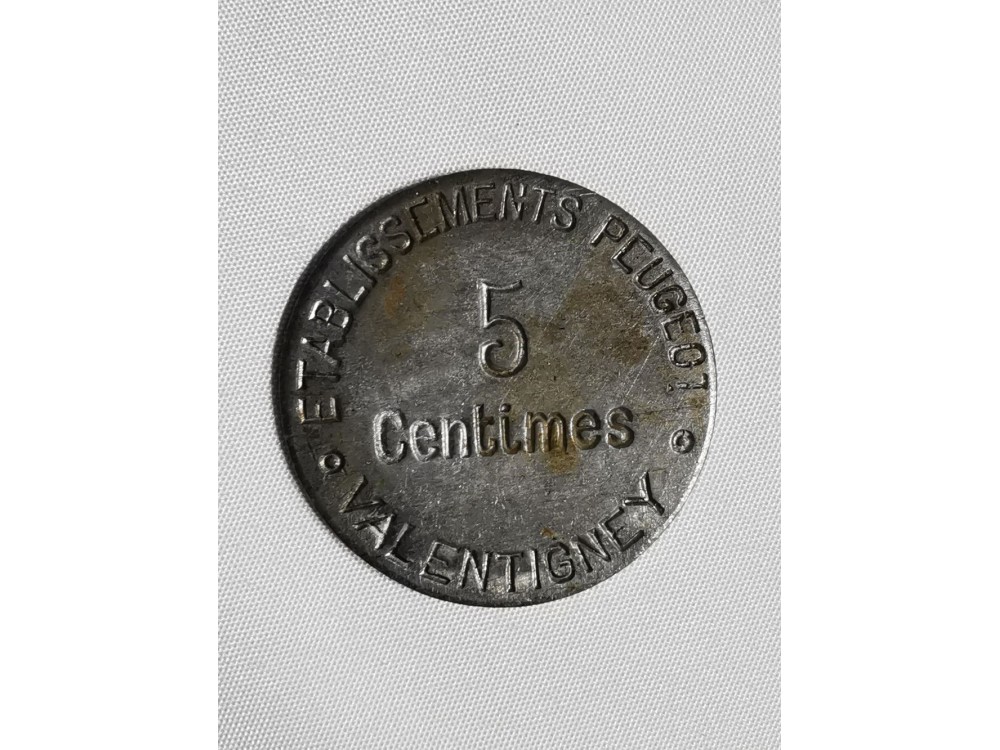 ETABLISSEMENTS PEUGEOT
5
Centimes
VALENTIGNEY